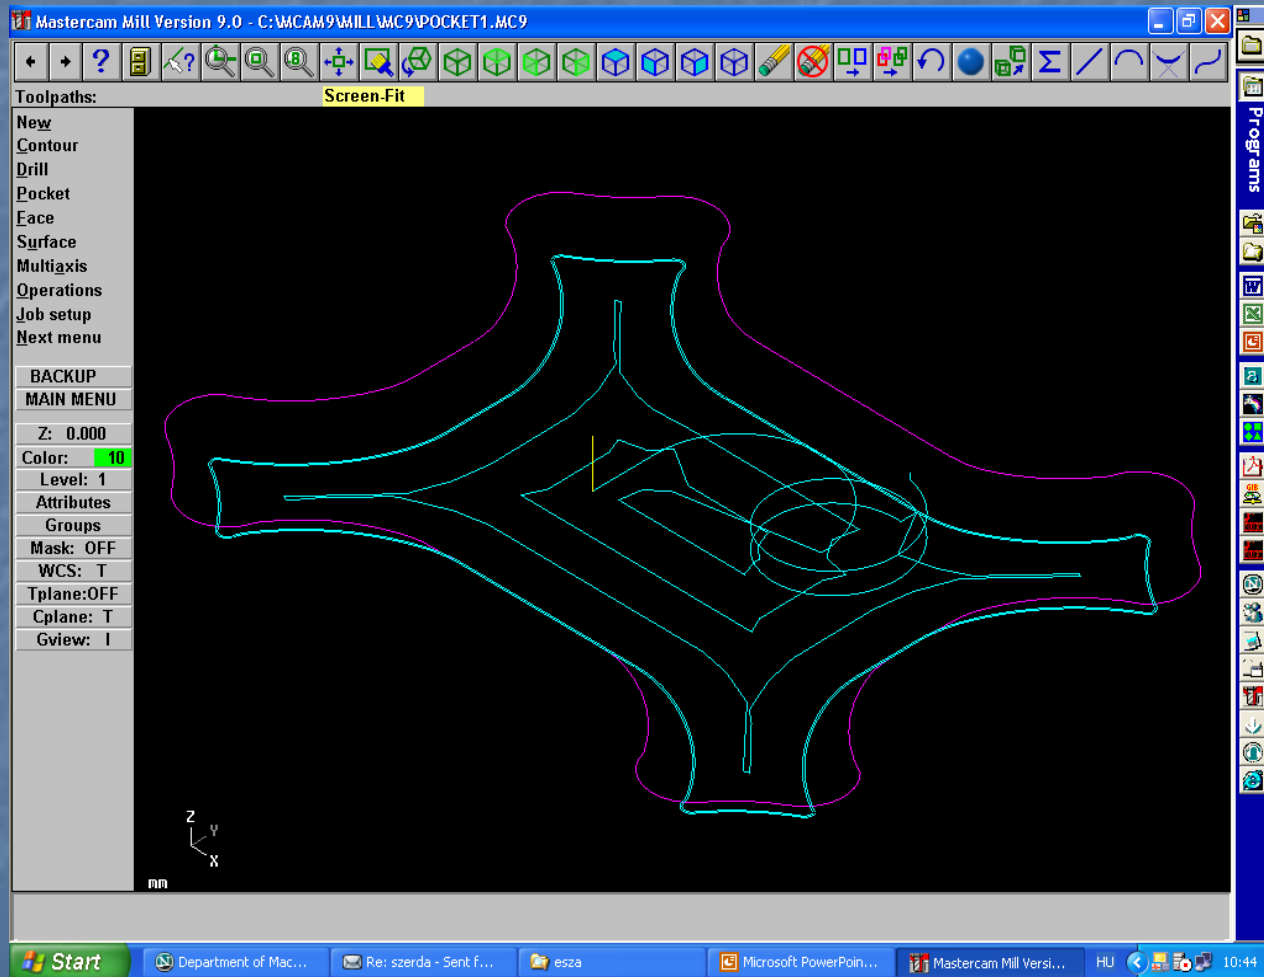 Mastercam Mill Version 9.0 - C:\MCAM9\MILL\MC9\POCKET1.MC9
Toolpaths:
Screen-Fit
New
Contour
Drill
Pocket
Face
Surface
Multiaxis
Operations
Job setup
Next menu
BACKUP
MAIN MENU
Z: 0.000
Color: 10
Level: 1
Attributes
Groups
Mask: OFF
WCS: T
Tplane:OFF
Cplane: T
Gview: I
Z
Y
X
mm
Programs
Start
Department of Mac...
Re: szerda - Sent f...
esza
Microsoft PowerPoin...
Mastercam Mill Versi...
HU
10:44